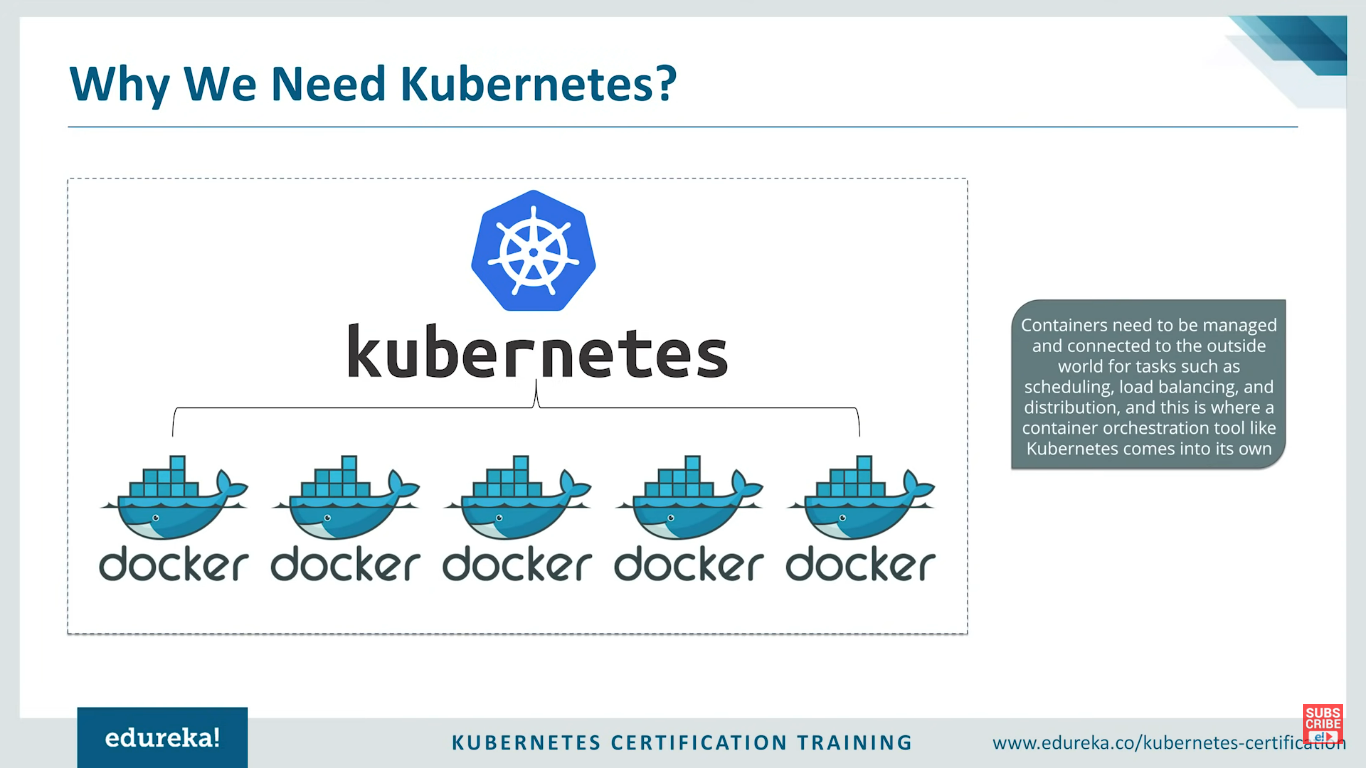 Why We Need Kubernetes?
kubernetes
docker docker docker docker docker
Containers need to be managed
and connected to the outside
world for tasks such as
scheduling, load balancing, and
distribution, and this is where a
container orchestration tool like
Kubernetes comes into its own
edureka!
KUBERNETES CERTIFICATION TRAINING
www.edureka.co/kubernetes-certification
SUBS
CRIBE
e!